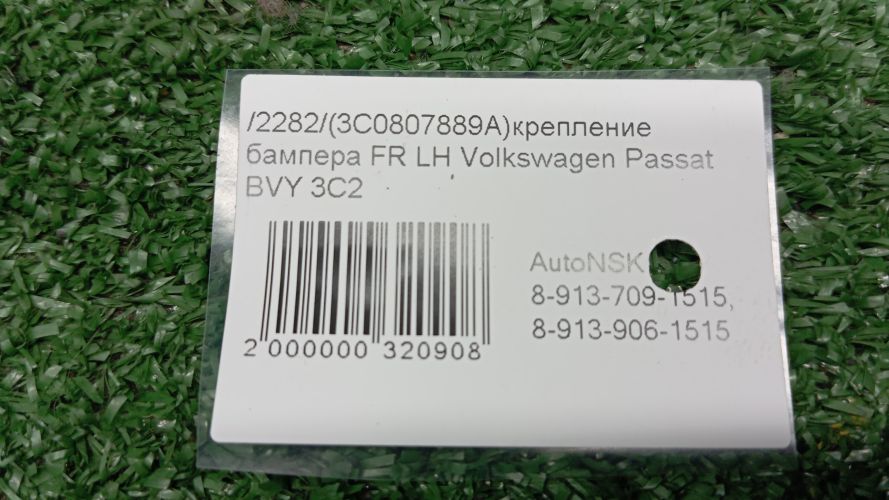 /2282/(3C0807889A)крепление
бампера FR LH Volkswagen Passat
BVY 3C2
AutoNSK
8-913-709-1515,
8-913-906-1515
2 000000 320908